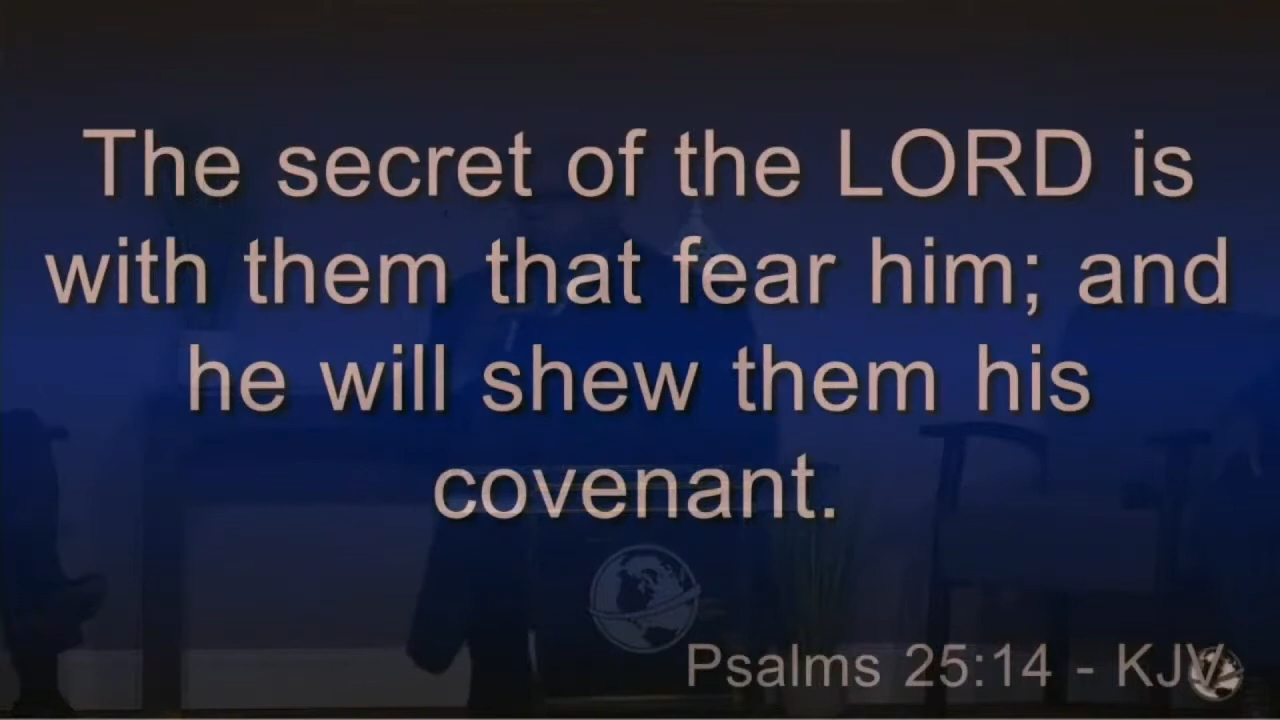 The secret of the LORD is
with them that fear him; and
he will shew them his
covenant.
Psalms 25:14 - KJV